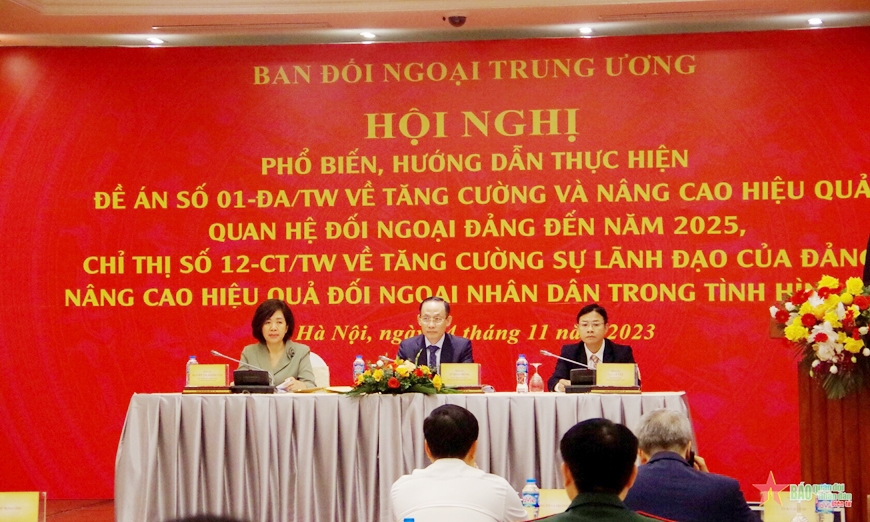 BAN ĐỐI NGOẠI TRUNG ƯƠNG
HỘI NGHỊ
PHỔ BIẾN, HƯỚNG DẪN THỰC HIỆN
ĐỀ ÁN SỐ 01-ĐA/TW VỀ TĂNG CƯỜNG VÀ NÂNG CAO HIỆU QUẢ
QUAN HỆ ĐỐI NGOẠI ĐẢNG ĐẾN NĂM 2025,
CHỈ THỊ SỐ 12-CT/TW VỀ TĂNG CƯỜNG SỰ LÃNH ĐẠO CỦA ĐẢNG
NÂNG CAO HIỆU QUẢ ĐỐI NGOẠI NHÂN DÂN TRONG TÌNH
Hà Nội, 4 tháng 11 2023
BÁO